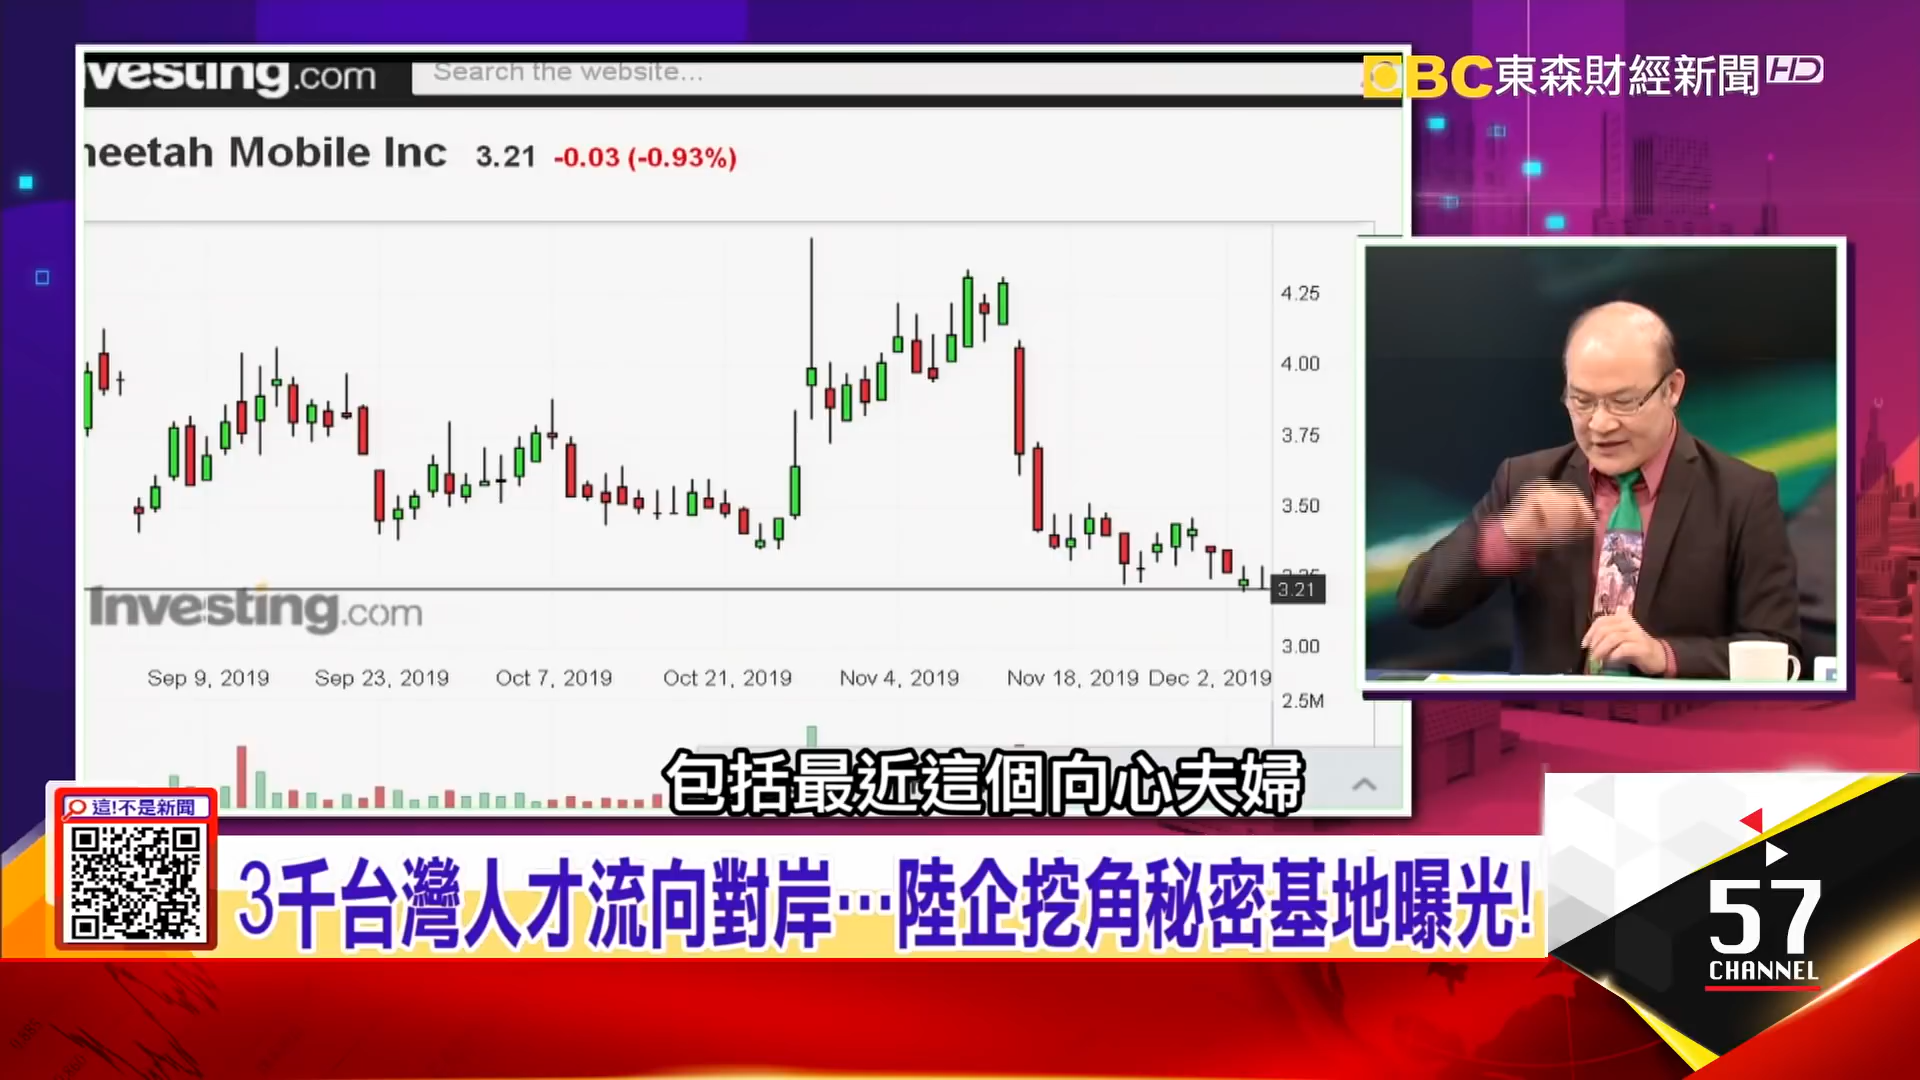 nvesting.com
Search the website...
EBC東森財經新聞HD
heetah Mobile Inc 3.21 -0.03 (-0.93%)
4.25
4.00
3.75
3.50
3.21
3.00
Investing.com
Sep 9, 2019 Sep 23, 2019 Oct 7, 2019 Oct 21, 2019 Nov 4, 2019 Nov 18, 2019 Dec 2, 2019
2.5M
包括最近這個向心夫婦
這!不是新聞
3千台灣人才流向對岸…陸企挖角秘密基地曝光!
57
CHANNEL